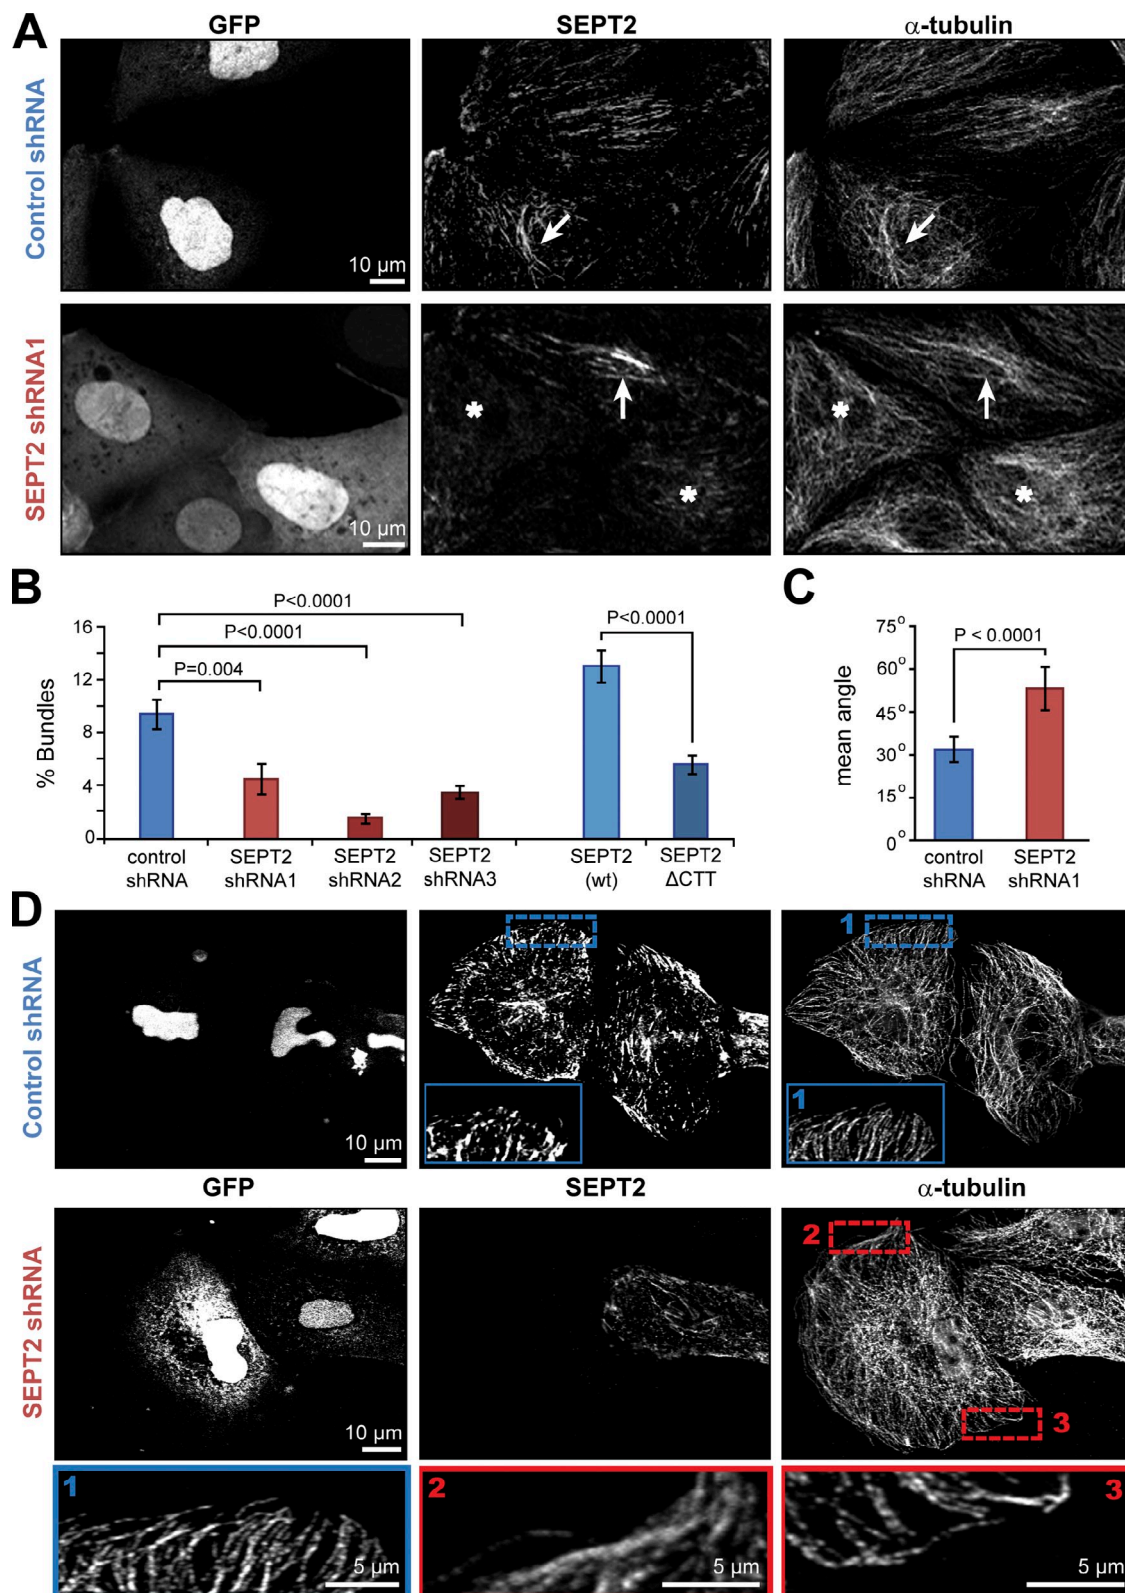 A
GFP
SEPT2
α-tubulin
Control shRNA
10 µm
SEPT2 shRNA1
*
*
*
*
10 µm
B
P<0.0001
P<0.0001
P=0.004
P<0.0001
% Bundles
16
12
8
4
0
control
shRNA
SEPT2
shRNA1
SEPT2
shRNA2
SEPT2
shRNA3
SEPT2
(wt)
SEPT2
ΔCTT
C
P < 0.0001
mean angle
75°
60°
45°
30°
15°
0°
control
shRNA
SEPT2
shRNA1
D
Control shRNA
10 µm
1
1
GFP
SEPT2
α-tubulin
SEPT2 shRNA
10 µm
2
3
1
5 µm
2
5 µm
3
5 µm